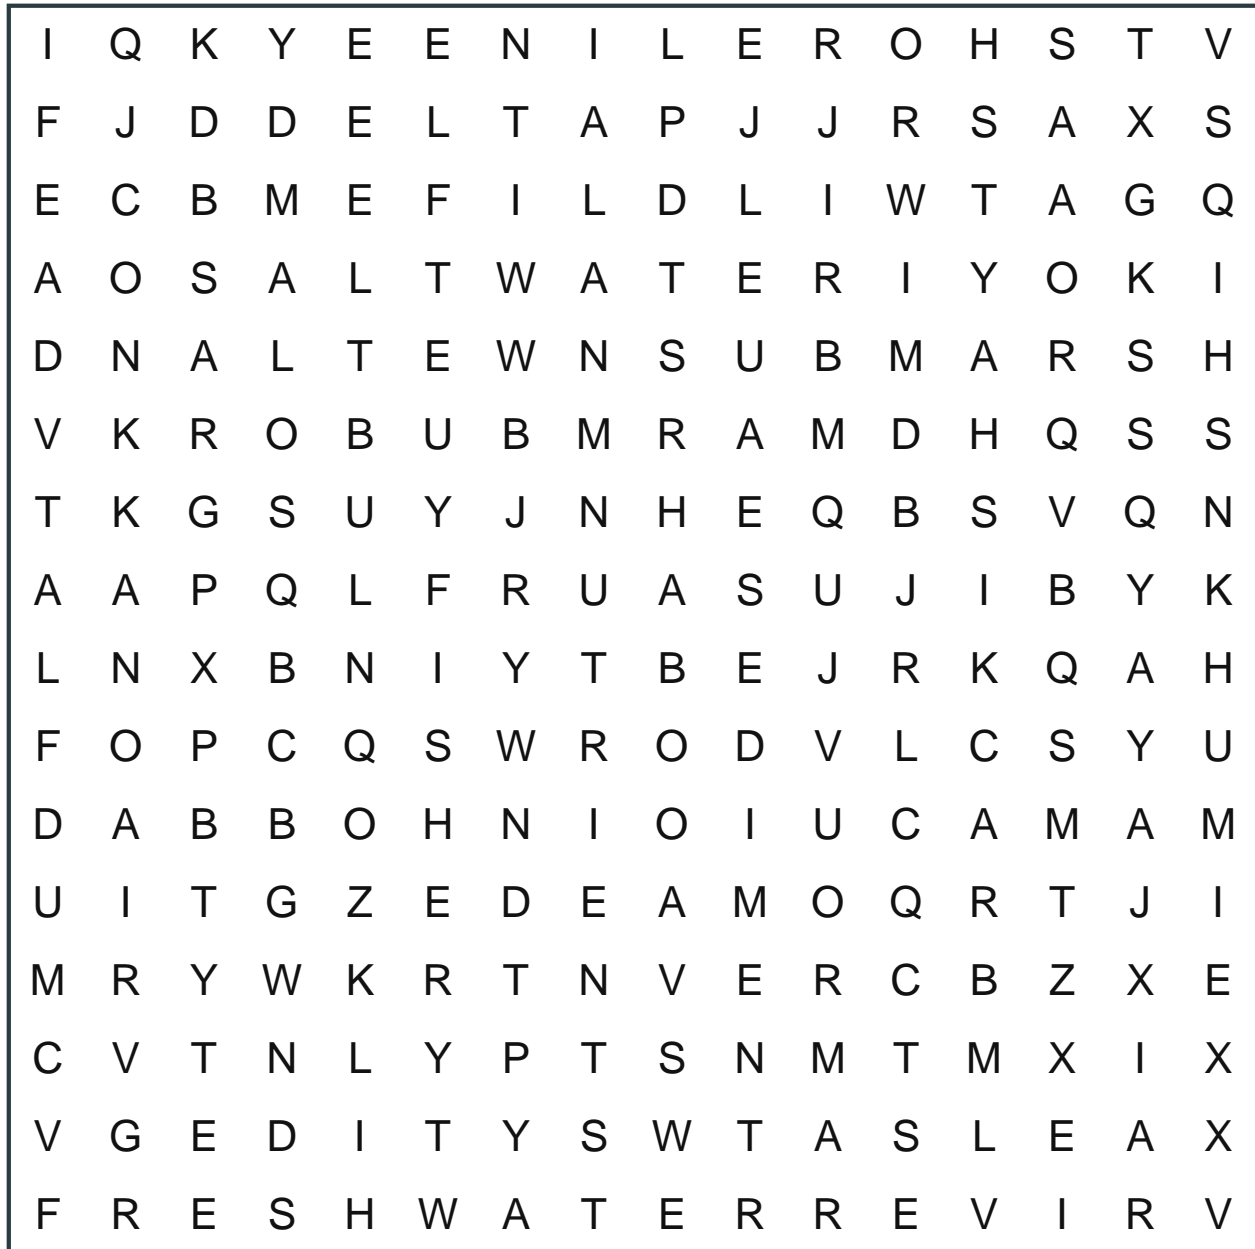 I Q K Y E E N I L E R O H S T V
F J D D E L T A P J J R S A X S
E C B M E F I L D L I W T A G Q
A O S A L T W A T E R I Y O K I
D N A L T E W N S U B M A R S H
V K R O B U B M R A M D H Q S S
T K G S U Y J N H E Q B S V Q N
A A P Q L F R U A S U J I B Y K
L N X B N I Y T B E J R K Q A H
F O P C Q S W R O D V L C S Y U
D A B B O H N I O I U C A M A M
U I T G Z E D E A M O Q R T J I
M R Y W K R T N V E R C B Z X E
C V T N L Y P T S N M T M X I X
V G E D I T Y S W T A S L E A X
F R E S H W A T E R R E V I R V